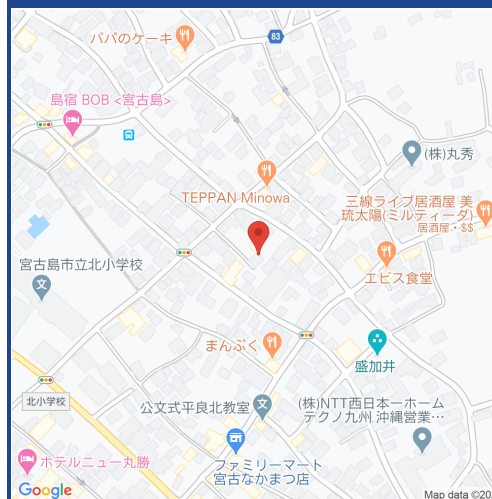 パパのケーキ
83
島宿 BOB <宮古島>
(株)丸秀
TEPPAN Minowa
三線ライブ居酒屋 美
琉太陽(ミルティーダ)
居酒屋・$$
宮古島市立北小学校
エビス食堂
まんぷく
盛加井
北小学校
公文式平良北教室
(株)NTT西日本ーホーム
テクノ九州 沖縄営業…
ファミリーマート
宮古なかまつ店
ホテルニュー丸勝
Google
Map data ©20